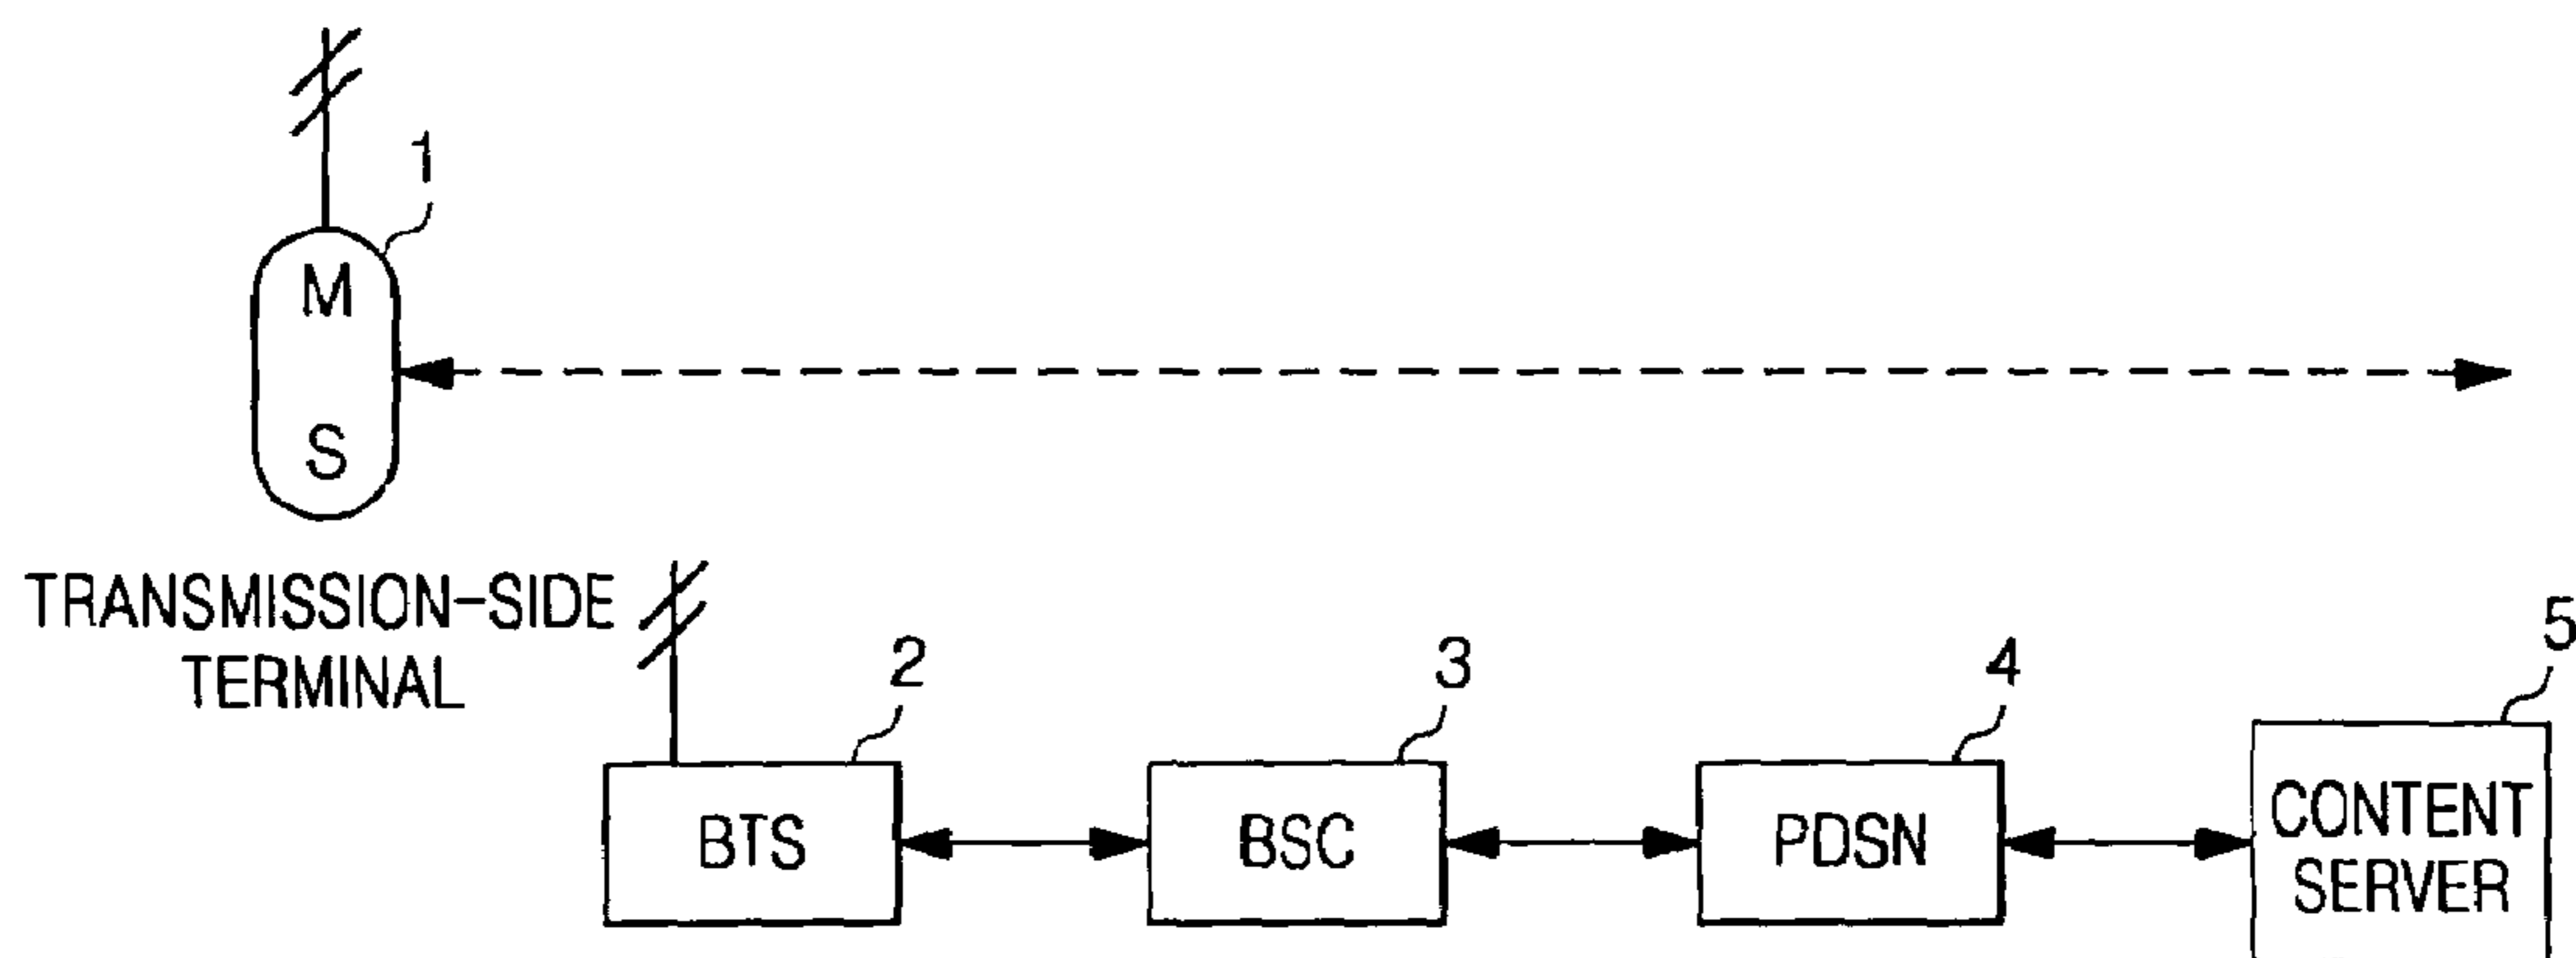 1
M
S
TRANSMISSION-SIDE
TERMINAL
2
3
4
5
BTS
BSC
PDSN
CONTENT
SERVER